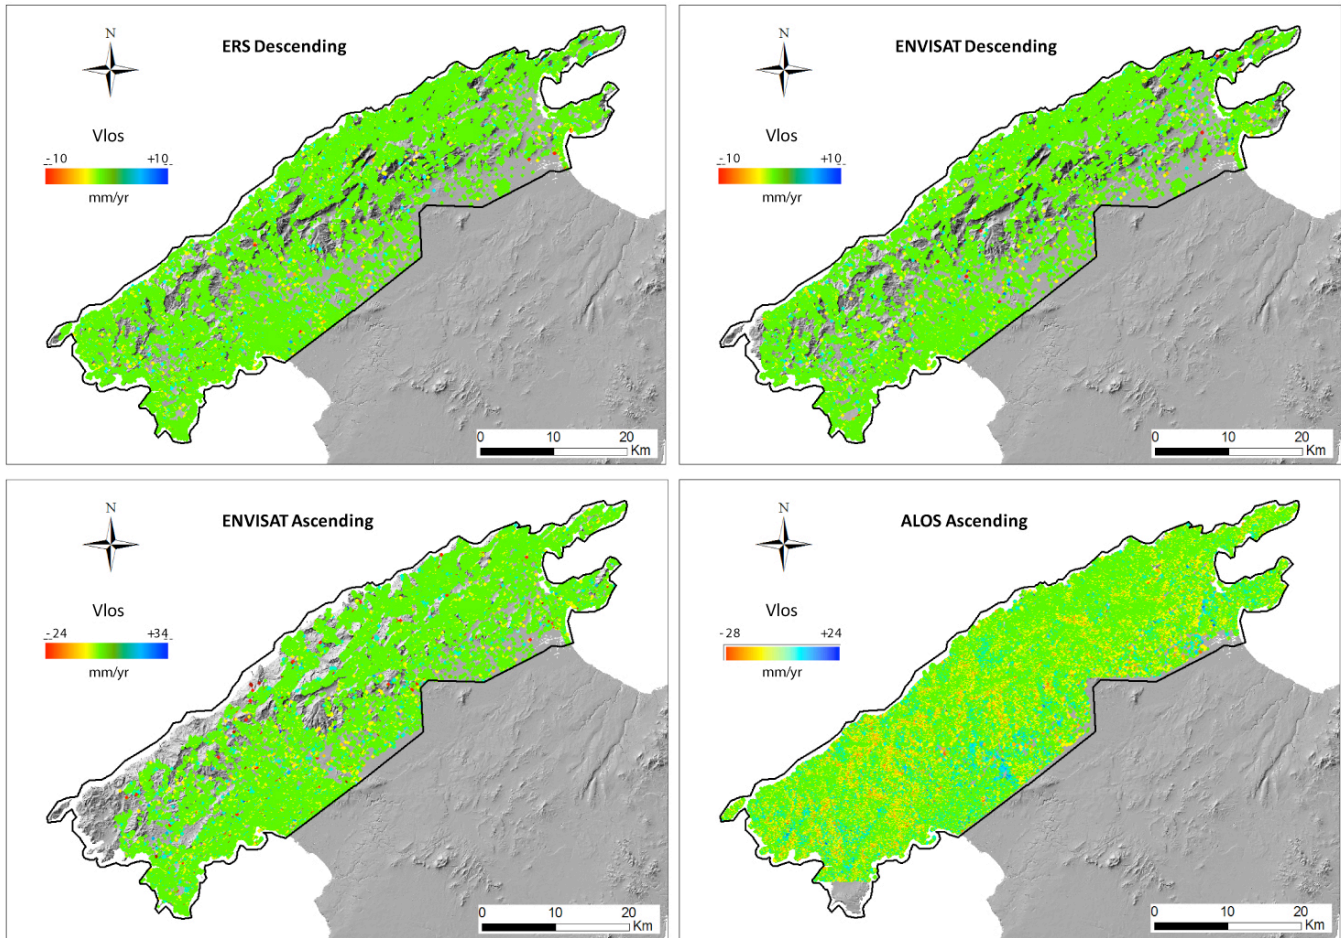 N
ERS Descending
Vlos
-10 +10
mm/yr
0 10 20
Km
N
ENVISAT Descending
Vlos
-10 +10
mm/yr
0 10 20
Km
N
ENVISAT Ascending
Vlos
-24 +34
mm/yr
0 10 20
Km
N
ALOS Ascending
Vlos
-28 +24
mm/yr
0 10 20
Km